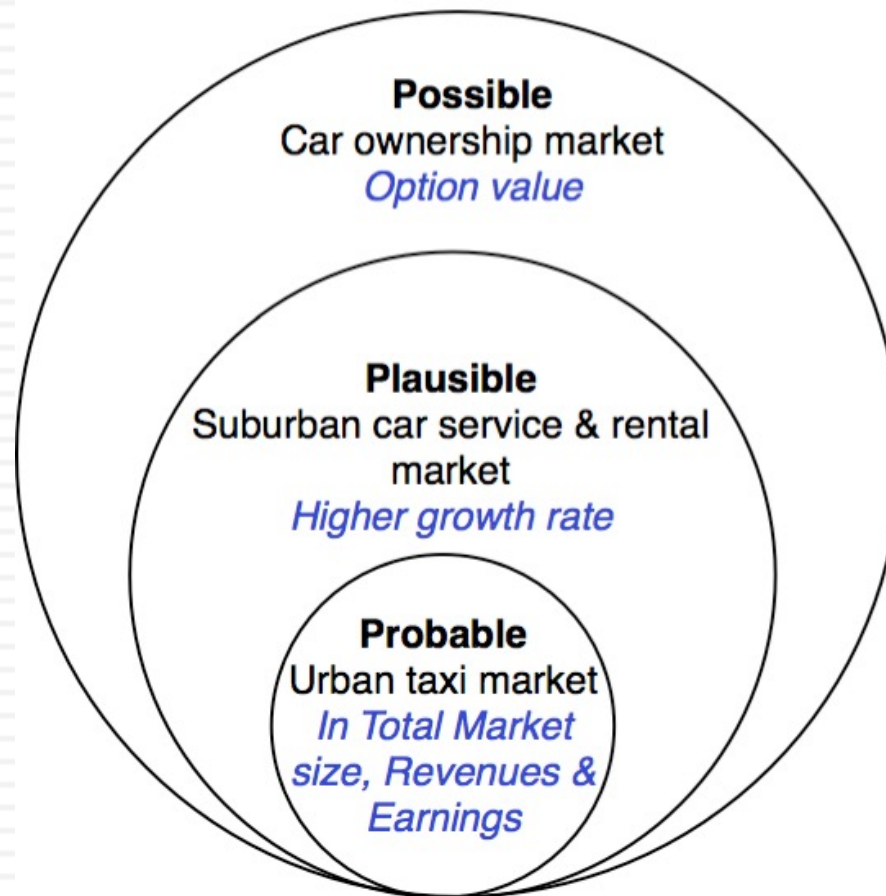 Possible
Car ownership market
Option value
Plausible
Suburban car service & rental
market
Higher growth rate
Probable
Urban taxi market
In Total Market
size, Revenues &
Earnings